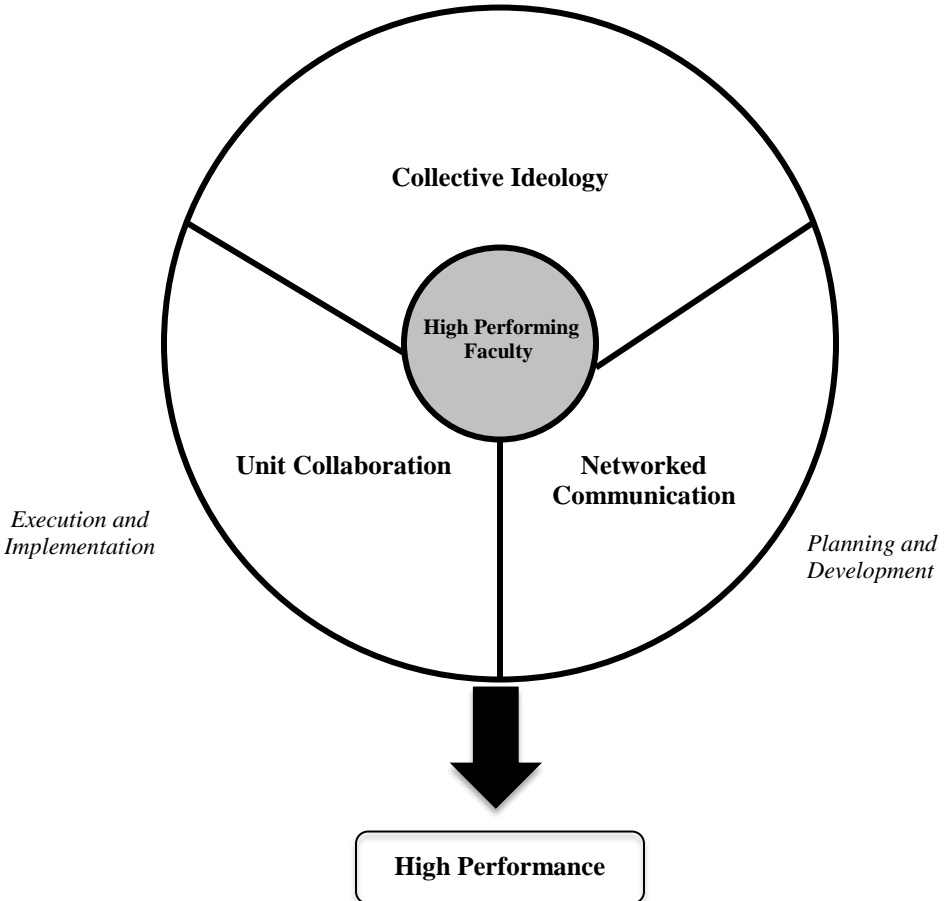 Collective Ideology
High Performing
Faculty
Unit Collaboration
Networked
Communication
Execution and
Implementation
Planning and
Development
High Performance